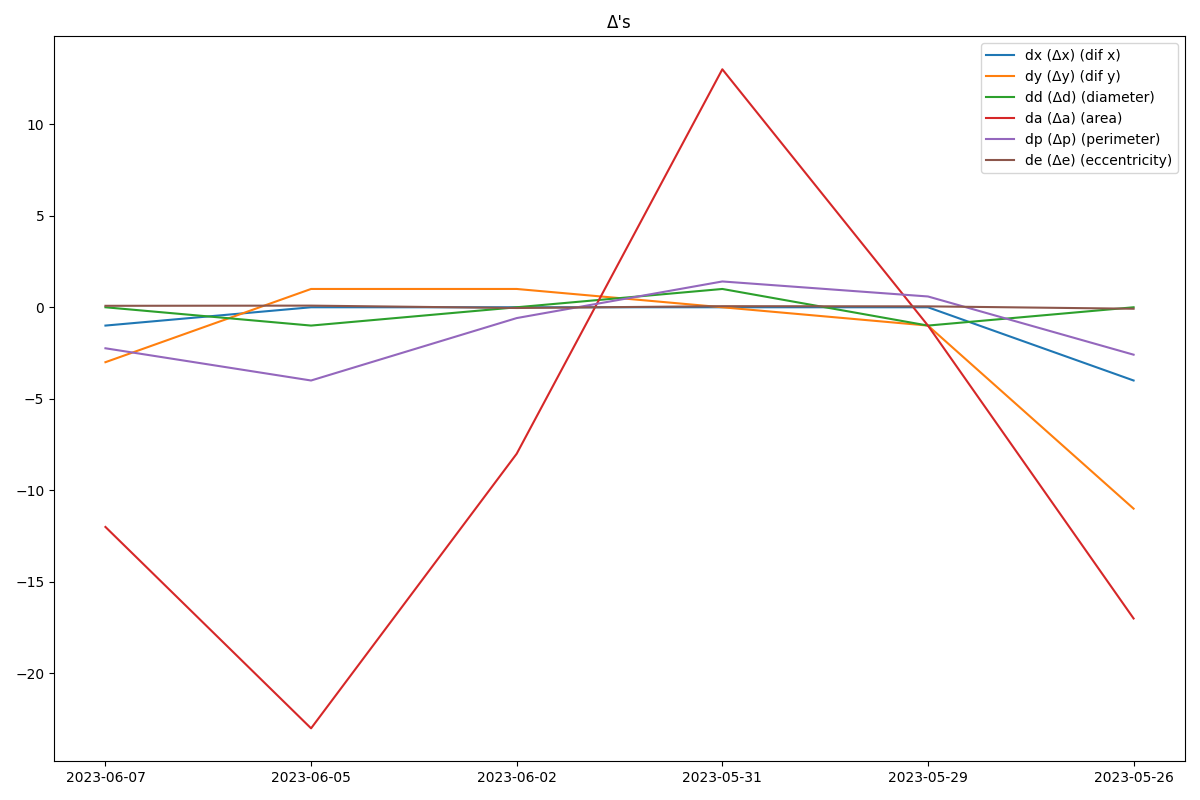 Δ's
dx (Δx) (dif x)
dy (Δy) (dif y)
dd (Δd) (diameter)
da (Δa) (area)
dp (Δp) (perimeter)
de (Δe) (eccentricity)
10
5
0
−5
−10
−15
−20
2023-06-07 2023-06-05 2023-06-02 2023-05-31 2023-05-29 2023-05-26